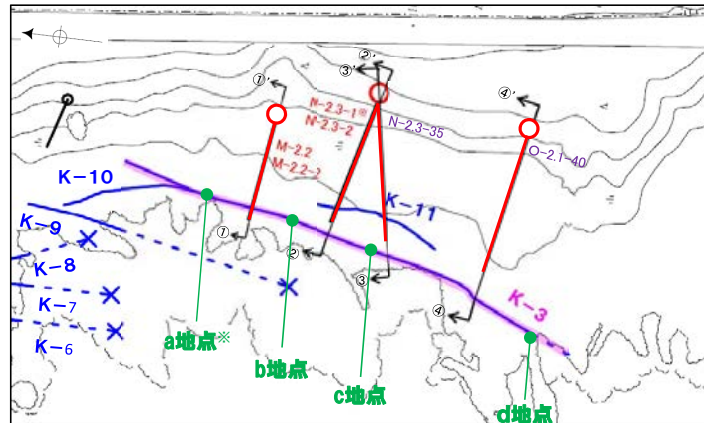 ②'
③'
①'
④'
N-2.3-1※
N-2.3-2
N-2.3-35
O-2.1-40
M-2.2
M-2.2-2
K-10
K-11
K-9
①
②
K-8
③
K-3
K-7
④
K-6
a地点※
b地点
c地点
d地点